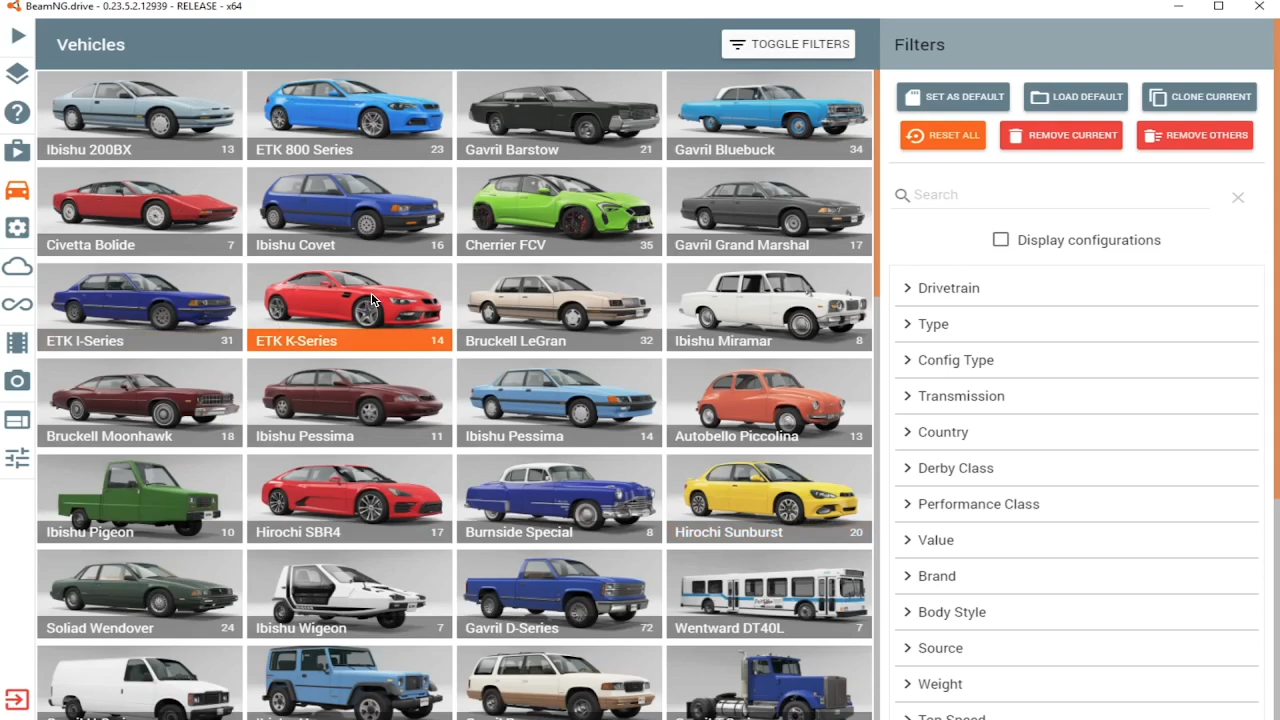 BeamNG.drive - 0.23.5.2.12939 - RELEASE - x64
Vehicles
TOGGLE FILTERS
Filters
SET AS DEFAULT
LOAD DEFAULT
CLONE CURRENT
RESET ALL
REMOVE CURRENT
REMOVE OTHERS
Search
Display configurations
Drivetrain
Type
Config Type
Transmission
Country
Derby Class
Performance Class
Value
Brand
Body Style
Source
Weight
Top Speed
Ibishu 200BX 13
ETK 800 Series 23
Gavril Barstow 21
Gavril Bluebuck 34
Civetta Bolide 7
Ibishu Covet 16
Cherrier FCV 35
Gavril Grand Marshal 17
ETK I-Series 31
ETK K-Series 14
Bruckell LeGran 32
Ibishu Miramar 8
Bruckell Moonhawk 18
Ibishu Pessima 11
Ibishu Pessima 14
Autobello Piccolina 13
Ibishu Pigeon 10
Hirochi SBR4 17
Burnside Special 8
Hirochi Sunburst 20
Soliad Wendover 24
Ibishu Wigeon 7
Gavril D-Series 72
Wentward DT40L 7